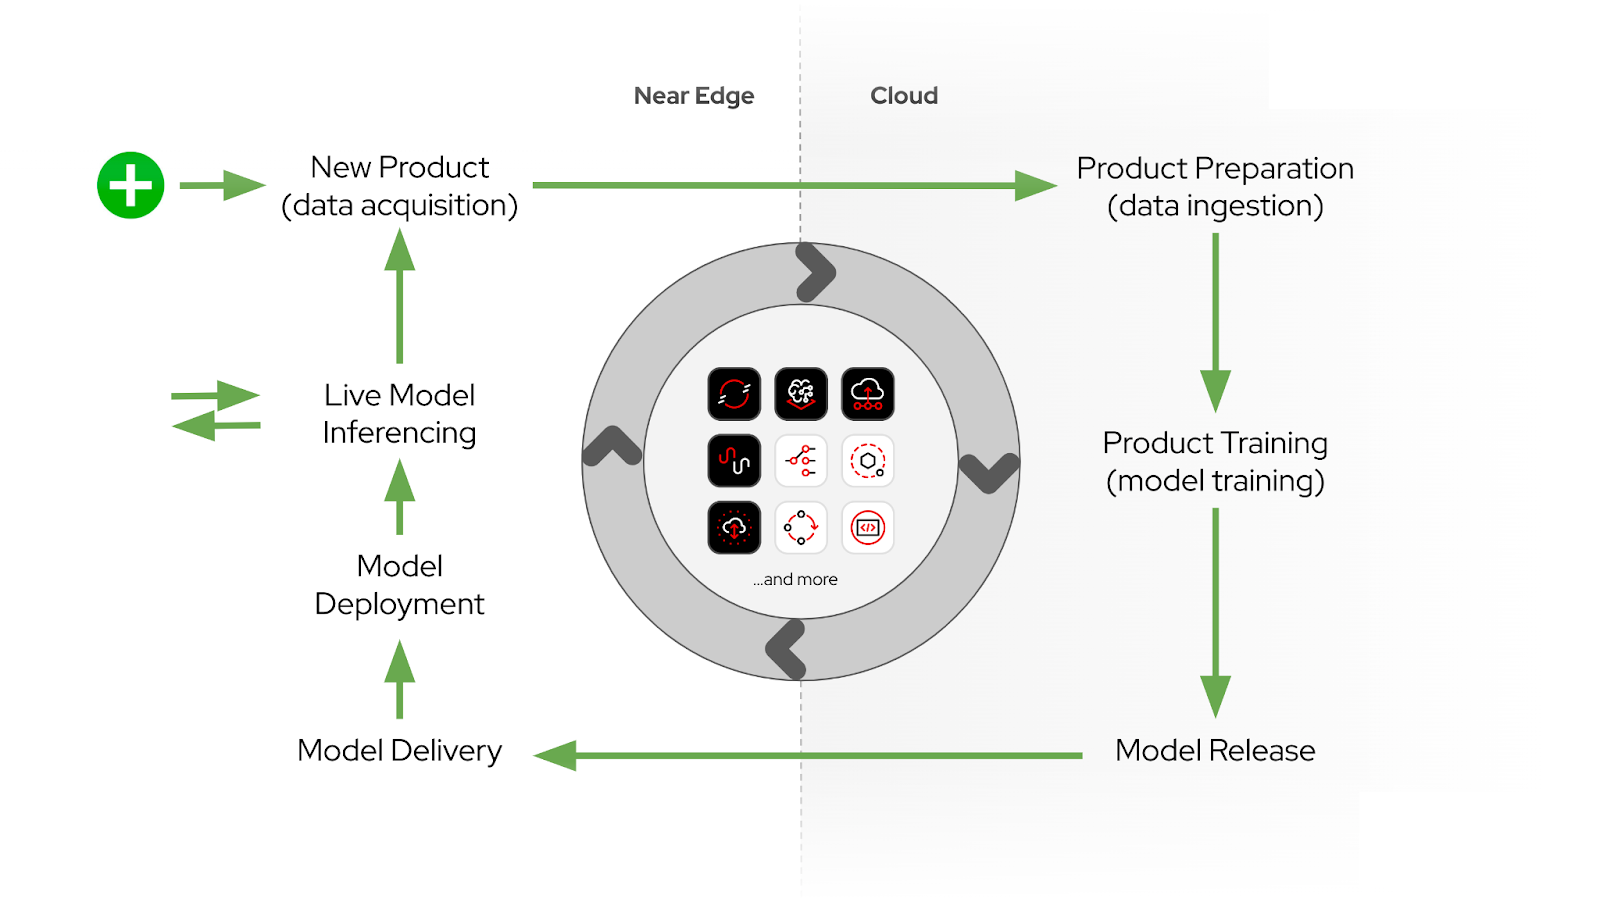 Near Edge
Cloud
New Product
(data acquisition)
Product Preparation
(data ingestion)
Live Model
Inferencing
Product Training
(model training)
</>
...and more
Model
Deployment
Model Delivery
Model Release